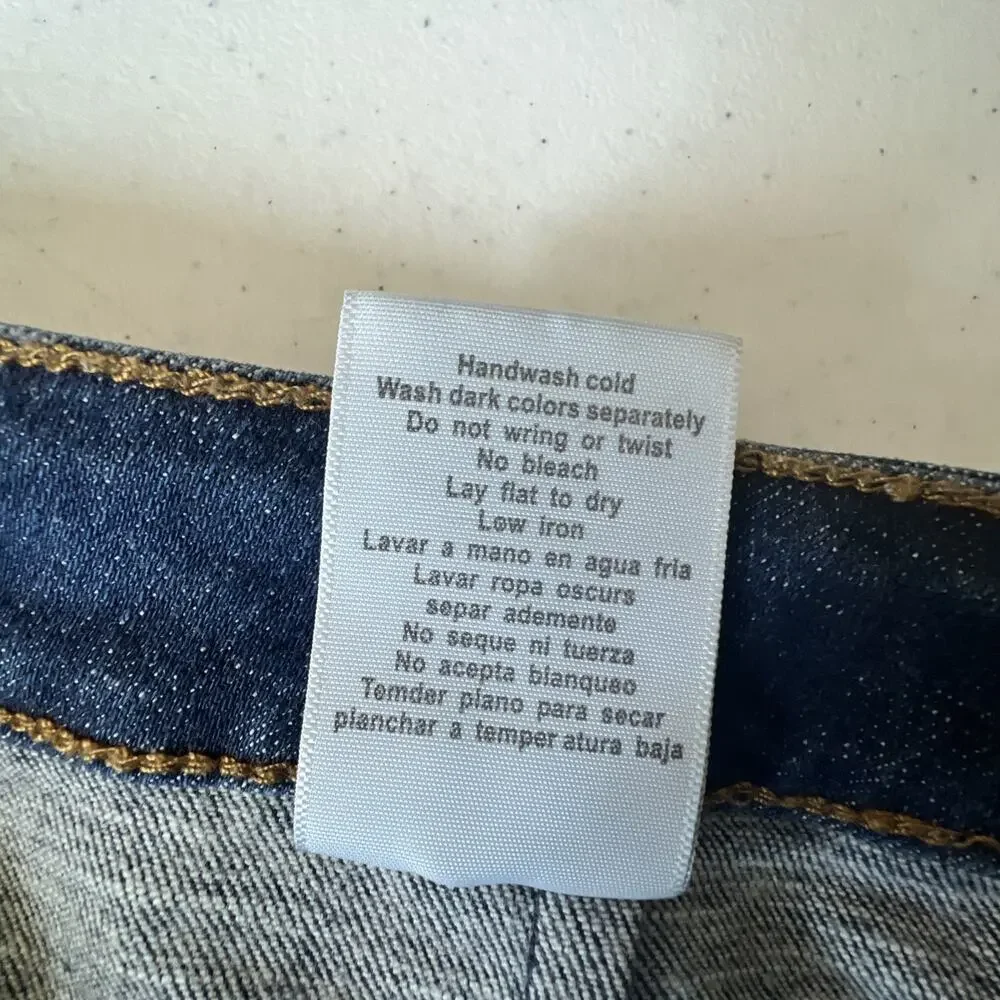 Handwash cold
Wash dark colors separately
Do not wring or twist
No bleach
Lay flat to dry
Low iron
Lavar a mano en agua fria
Lavar ropa oscurs
separ ademente
No seque ni tuerza
No acepta blanqueo
Temder plano para secar
planchar a temper atura baja